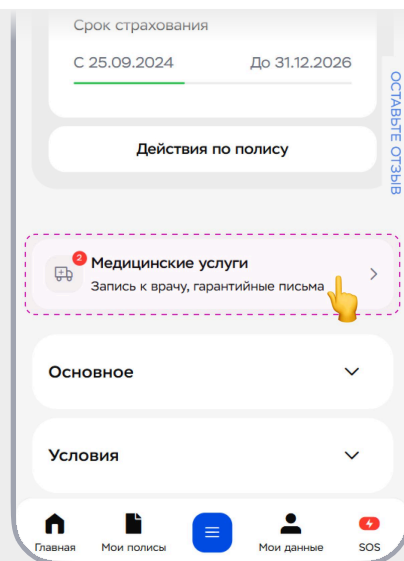 Срок страхования
С 25.09.2024
До 31.12.2026
ОСТАВЬТЕ ОТЗЫВ
Действия по полису
2
Медицинские услуги
Запись к врачу, гарантийные письма
Основное
Условия
Главная
Мои полисы
Мои данные
SOS